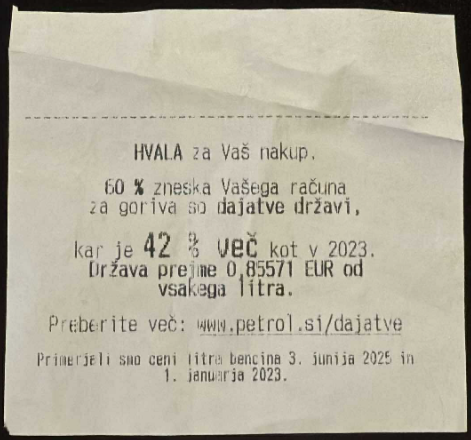 HVALA za Vaš nakup.
60 % zneska Vašega računa
za goriva so dajatve državi,
kar je 42 % več kot v 2023.
Država prejme 0,85571 EUR od
vsakega litra.
Preberite več: www.petrol.si/dajatve
Primerjeli smo ceni litra bencina 3. junija 2025 in
1. januarja 2023.